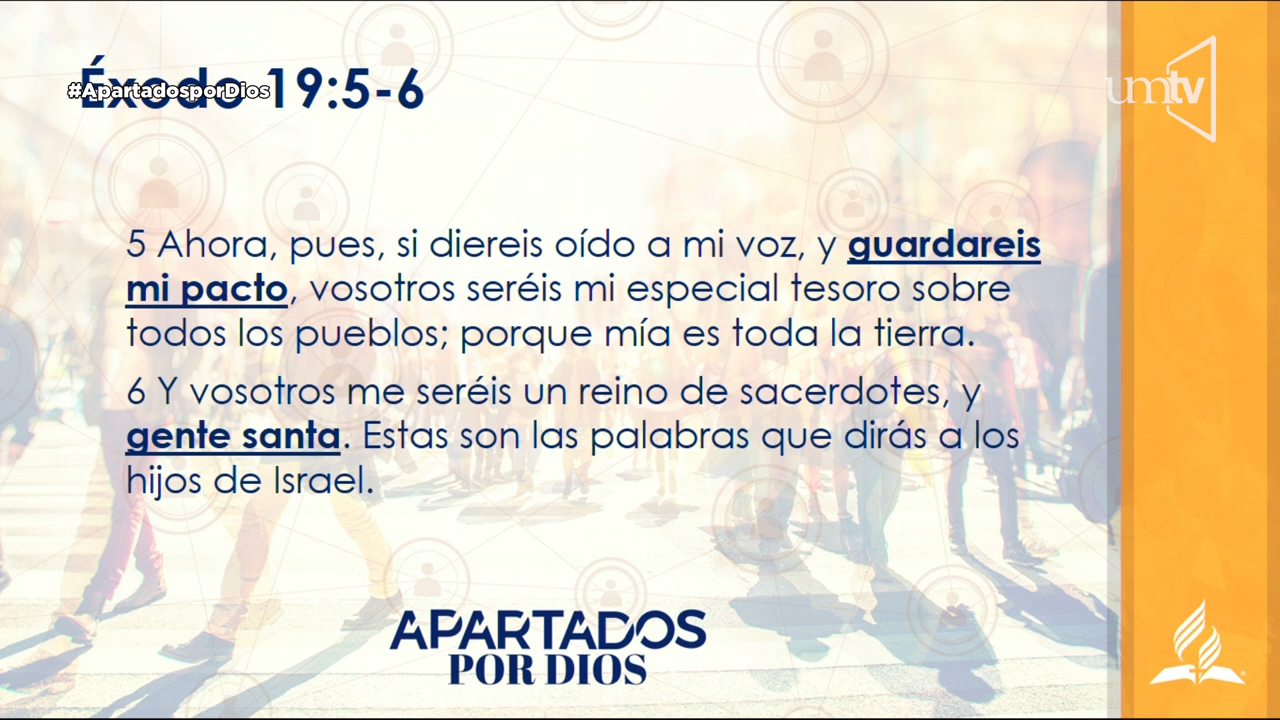 Éxodo 19:5-6
#ApartadosporDios
umtv
5 Ahora, pues, si diereis oído a mi voz, y guardareis
mi pacto, vosotros seréis mi especial tesoro sobre
todos los pueblos; porque mía es toda la tierra.
6 Y vosotros me seréis un reino de sacerdotes, y
gente santa. Estas son las palabras que dirás a los
hijos de Israel.
APARTADOS
POR DIOS